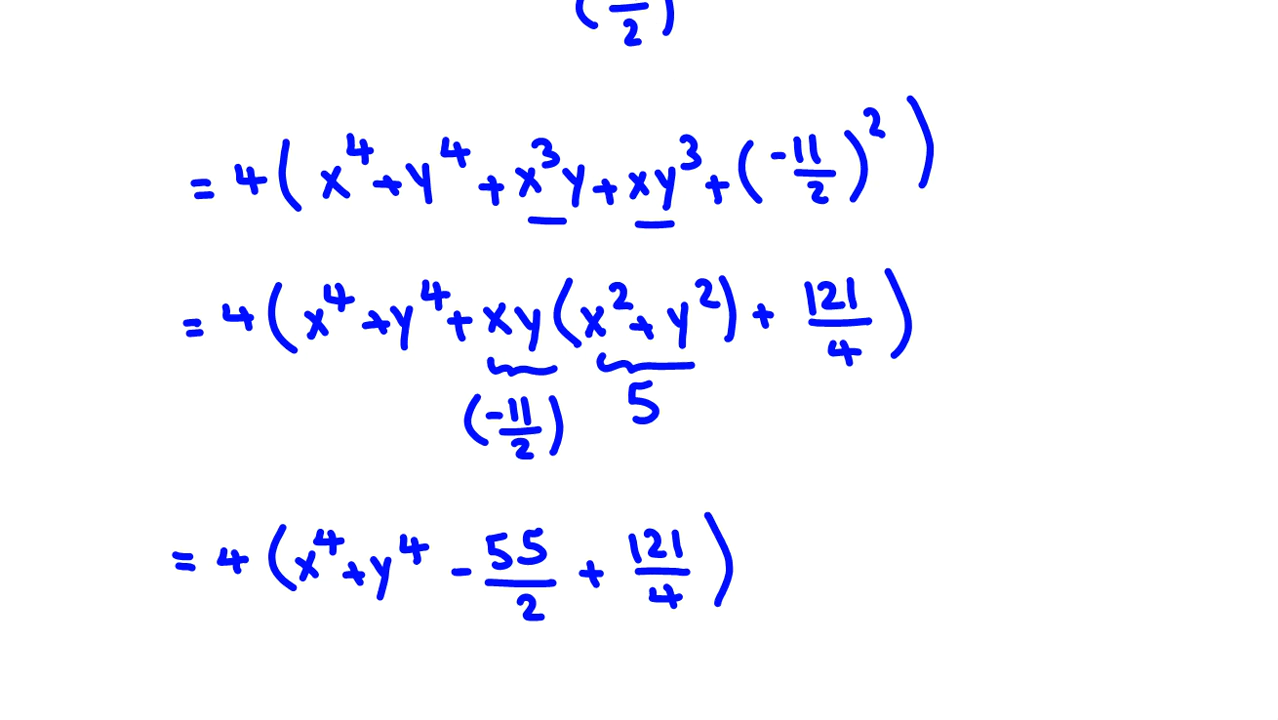 (—/2)
= 4(x⁴+y⁴+x³y+xy³+(-11/2)²)
= 4(x⁴+y⁴+xy(x²+y²)+121/4)
(-11/2) 5
= 4(x⁴+y⁴-55/2+121/4)